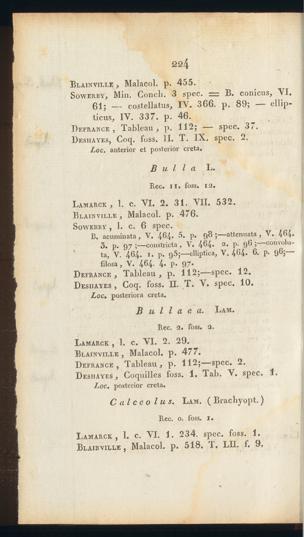 224
BLAINVILLE, Malacol. p. 455.
SOWERBY, Min. Conch. 3 spec. = B. conicus, VI.
61; — costellatus, IV. 366. p. 89; — ellip-
ticus, IV. 337. p. 46.
DEFRANCE, Tableau, p. 112; — spec. 37.
DESHAYES, Coq. foss. II. T. IX. spec. 2.
Loc. anterior et posterior creta.
Bulla L.
Rec. 11. foss. 12.
LAMARCK, l. c. VI. 2. 31. VII. 532.
BLAINVILLE, Malacol. p. 476.
SOWERBY, l. c. 6 spec.
B. acuminata, V. 464. 5. p. 98;—attenuata, V. 464.
3. p. 97;—constricta, V. 464. 2. p. 96;—convolu-
ta, V. 464. 1. p. 95;—elliptica, V. 464. 6. p. 96;—
filosa, V. 464. 4. p. 97.
DEFRANCE, Tableau, p. 112;—spec. 12.
DESHAYES, Coq. foss. II. T. V. spec. 10.
Loc. posteriora creta.
Bullaea. LAM.
Rec. 2. foss. 2.
LAMARCK, l. c. VI. 2. 29.
BLAINVILLE, Malacol. p. 477.
DEFRANCE, Tableau, p. 112;—spec. 2.
DESHAYES, Coquilles foss. 1. Tab. V. spec. 1.
Loc. posterior creta.
Calceolus. LAM. (Brachyopt.)
Rec. 0. foss. 1.
LAMARCK, l. c. VI. 1. 234. spec. foss. 1.
BLAINVILLE, Malacol. p. 518. T. LII. f. 9.